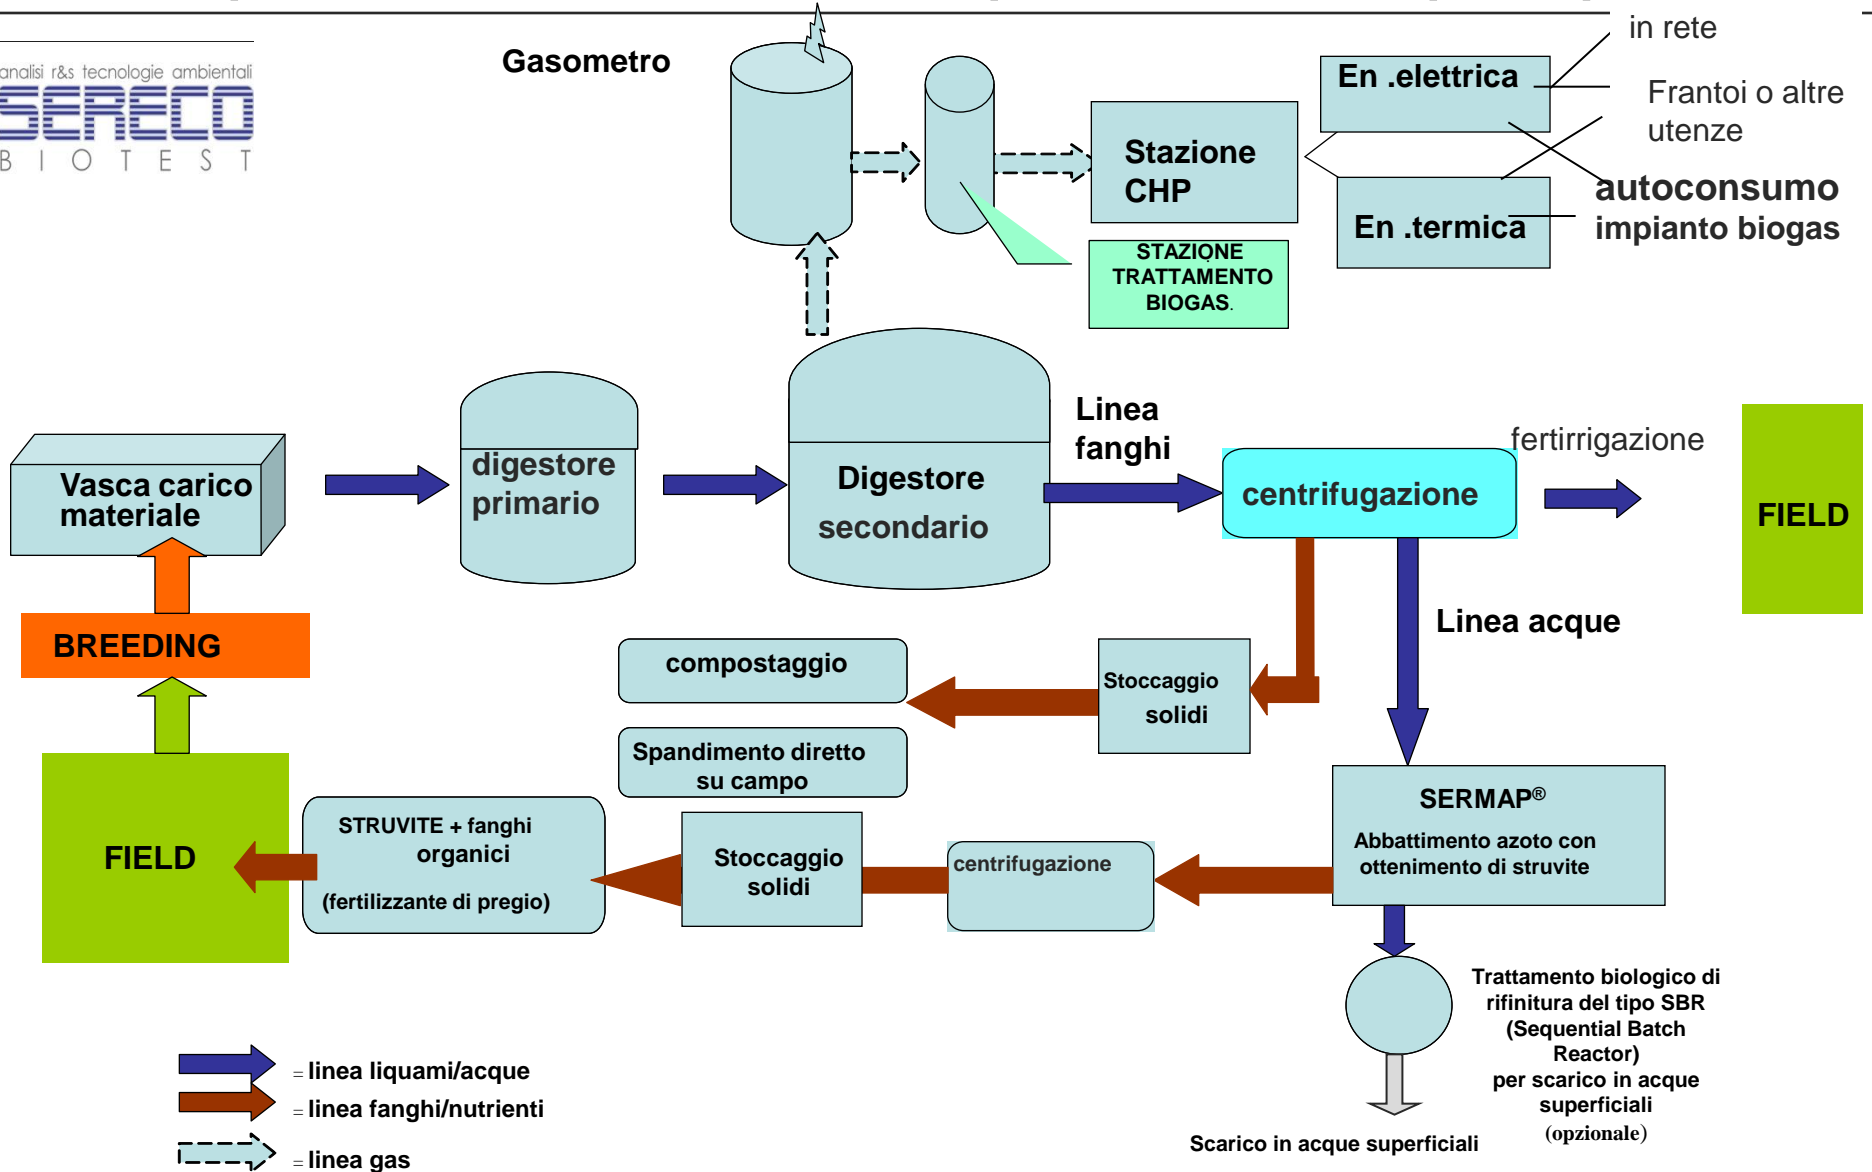 analisi r&s tecnologie ambientali
SERECO
BIOTEST
Gasometro
in rete
En .elettrica
Frantoi o altre
utenze
Stazione
CHP
autoconsumo
impianto biogas
En .termica
STAZIONE
TRATTAMENTO
BIOGAS.
Linea
fanghi
fertirrigazione
Vasca carico
materiale
digestore
primario
Digestore
secondario
centrifugazione
FIELD
BREEDING
Linea acque
compostaggio
Stoccaggio
solidi
Spandimento diretto
su campo
SERMAP®
Abbattimento azoto con
ottenimento di struvite
FIELD
STRUVITE + fanghi
organici
(fertilizzante di pregio)
Stoccaggio
solidi
centrifugazione
Trattamento biologico di
rifinitura del tipo SBR
(Sequential Batch
Reactor)
per scarico in acque
superficiali
(opzionale)
Scarico in acque superficiali
= linea liquami/acque
= linea fanghi/nutrienti
= linea gas